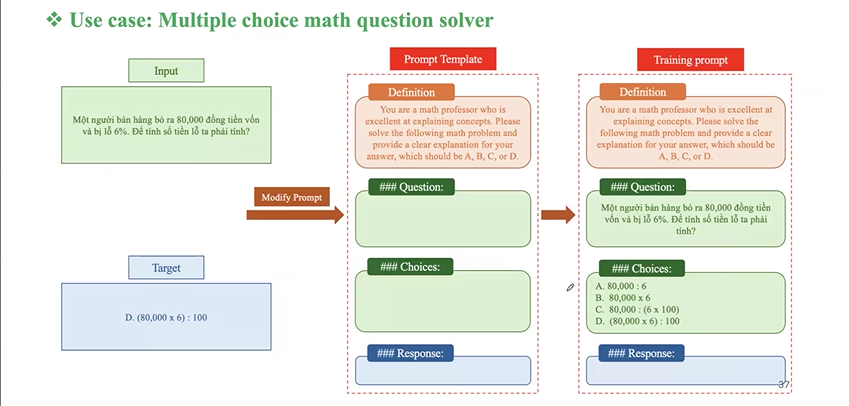 ❖ Use case: Multiple choice math question solver
Input
Một người bán hàng bỏ ra 80,000 đồng tiền vốn
và bị lỗ 6%. Để tính số tiền lỗ ta phải tính?
Target
D. (80,000 x 6) : 100
Modify Prompt
Prompt Template
Definition
You are a math professor who is
excellent at explaining concepts. Please
solve the following math problem and
provide a clear explanation for your
answer, which should be A, B, C, or D.
### Question:
### Choices:
### Response:
Training prompt
Definition
You are a math professor who is excellent at
explaining concepts. Please solve the
following math problem and provide a clear
explanation for your answer, which should be
A, B, C, or D.
### Question:
Một người bán hàng bỏ ra 80,000 đồng tiền
vốn và bị lỗ 6%. Để tính số tiền lỗ ta phải
tính?
### Choices:
A. 80,000 : 6
B. 80,000 x 6
C. 80,000 : (6 x 100)
D. (80,000 x 6) : 100
### Response:
37